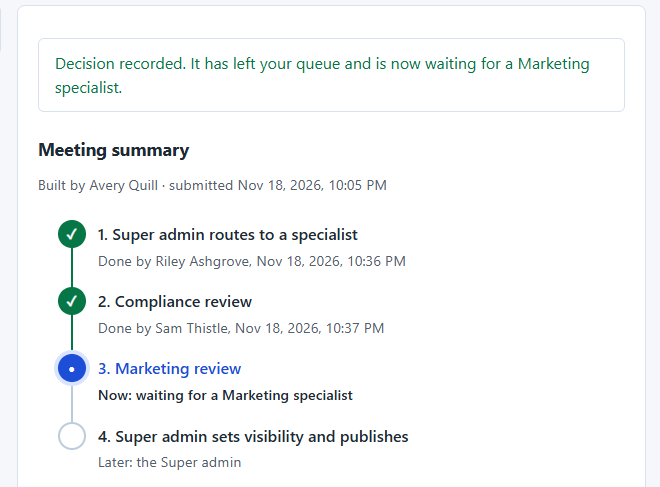 Decision recorded. It has left your queue and is now waiting for a Marketing
specialist.
Meeting summary
Built by Avery Quill · submitted Nov 18, 2026, 10:05 PM
1. Super admin routes to a specialist
Done by Riley Ashgrove, Nov 18, 2026, 10:36 PM
2. Compliance review
Done by Sam Thistle, Nov 18, 2026, 10:37 PM
3. Marketing review
Now: waiting for a Marketing specialist
4. Super admin sets visibility and publishes
Later: the Super admin